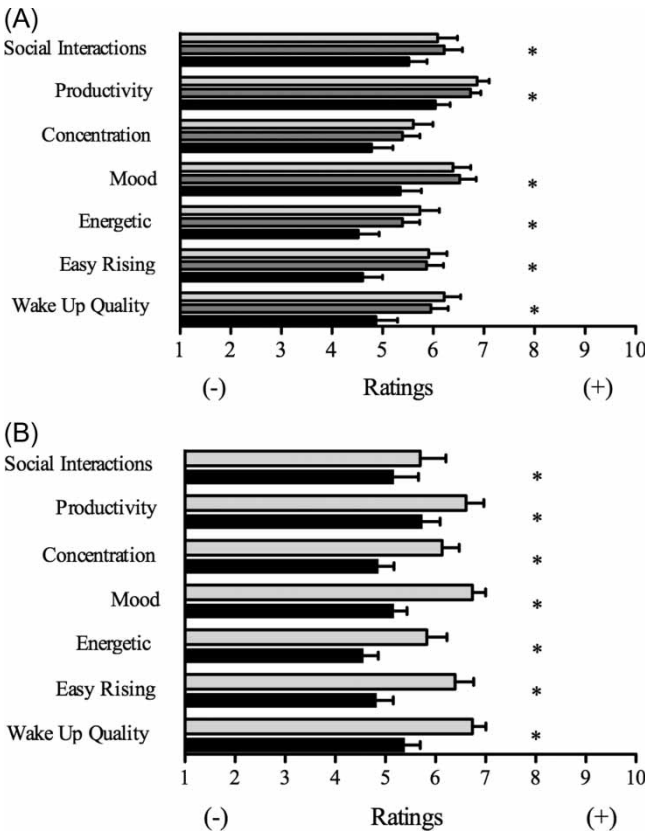 (A)
Social Interactions *
Productivity *
Concentration
Mood *
Energetic *
Easy Rising *
Wake Up Quality *
1 2 3 4 5 6 7 8 9 10
(-) Ratings (+)
(B)
Social Interactions *
Productivity *
Concentration *
Mood *
Energetic *
Easy Rising *
Wake Up Quality *
1 2 3 4 5 6 7 8 9 10
(-) Ratings (+)